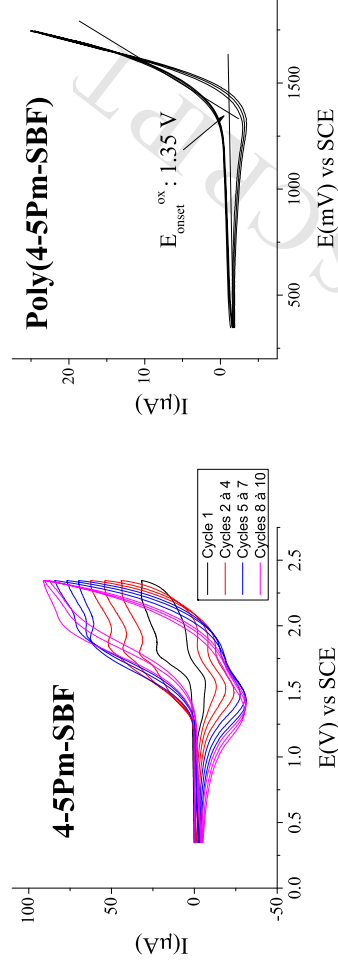 4-5Pm-SBF
I(µA)
100
50
0
-50
0.0
0.5
1.0
1.5
2.0
2.5
E(V) vs SCE
Cycle 1
Cycles 2 à 4
Cycles 5 à 7
Cycles 8 à 10
Poly(4-5Pm-SBF)
I(µA)
20
10
0
500
1000
1500
E(mV) vs SCE
E onset ox : 1.35 V
SCRIPT